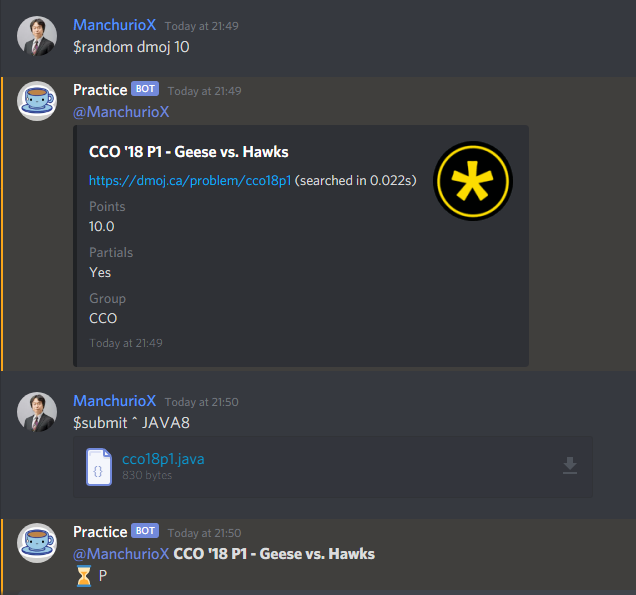 ManchurioX Today at 21:49
$random dmoj 10
Practice BOT Today at 21:49
@ManchurioX
CCO '18 P1 - Geese vs. Hawks
https://dmoj.ca/problem/cco18p1 (searched in 0.022s)
Points
10.0
Partials
Yes
Group
CCO
Today at 21:49
ManchurioX Today at 21:50
$submit ^ JAVA8
{}
cco18p1.java
830 bytes
Practice BOT Today at 21:50
@ManchurioX CCO '18 P1 - Geese vs. Hawks
⏳ P